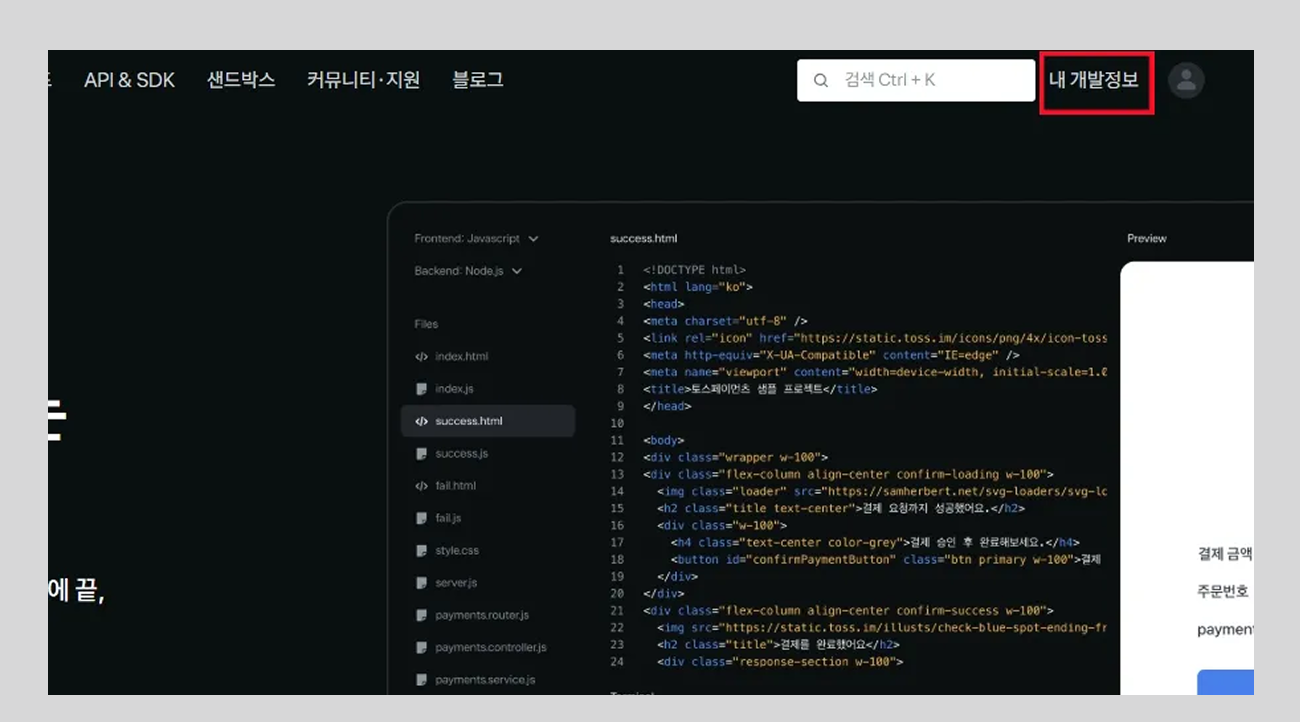 API & SDK 샌드박스 커뮤니티·지원 블로그 검색 Ctrl + K 내 개발정보
는
에 끝,
Frontend: Javascript
Backend: Node.js
Files
index.html
index.js
success.html
success.js
fail.html
fail.js
style.css
server.js
payments.router.js
payments.controller.js
payments.service.js
success.html
1 <!DOCTYPE html>
2 <html lang="ko">
3 <head>
4 <meta charset="utf-8" />
5 <link rel="icon" href="https://static.toss.im/icons/png/4x/icon-toss
6 <meta http-equiv="X-UA-Compatible" content="IE=edge" />
7 <meta name="viewport" content="width=device-width, initial-scale=1.0
8 <title>토스페이먼츠 샘플 프로젝트</title>
9 </head>
10
11 <body>
12 <div class="wrapper w-100">
13 <div class="flex-column align-center confirm-loading w-100">
14 <img class="loader" src="https://samherbert.net/svg-loaders/svg-lo
15 <h2 class="title text-center">결제 요청까지 성공했어요.</h2>
16 <div class="w-100">
17 <h4 class="text-center color-grey">결제 승인 후 완료해보세요.</h4>
18 <button id="confirmPaymentButton" class="btn primary w-100">결제
19 </div>
20 </div>
21 <div class="flex-column align-center confirm-success w-100">
22 <img src="https://static.toss.im/illusts/check-blue-spot-ending-fr
23 <h2 class="title">결제를 완료했어요</h2>
24 <div class="response-section w-100">
Preview
결제 금액
주문번호
paymen